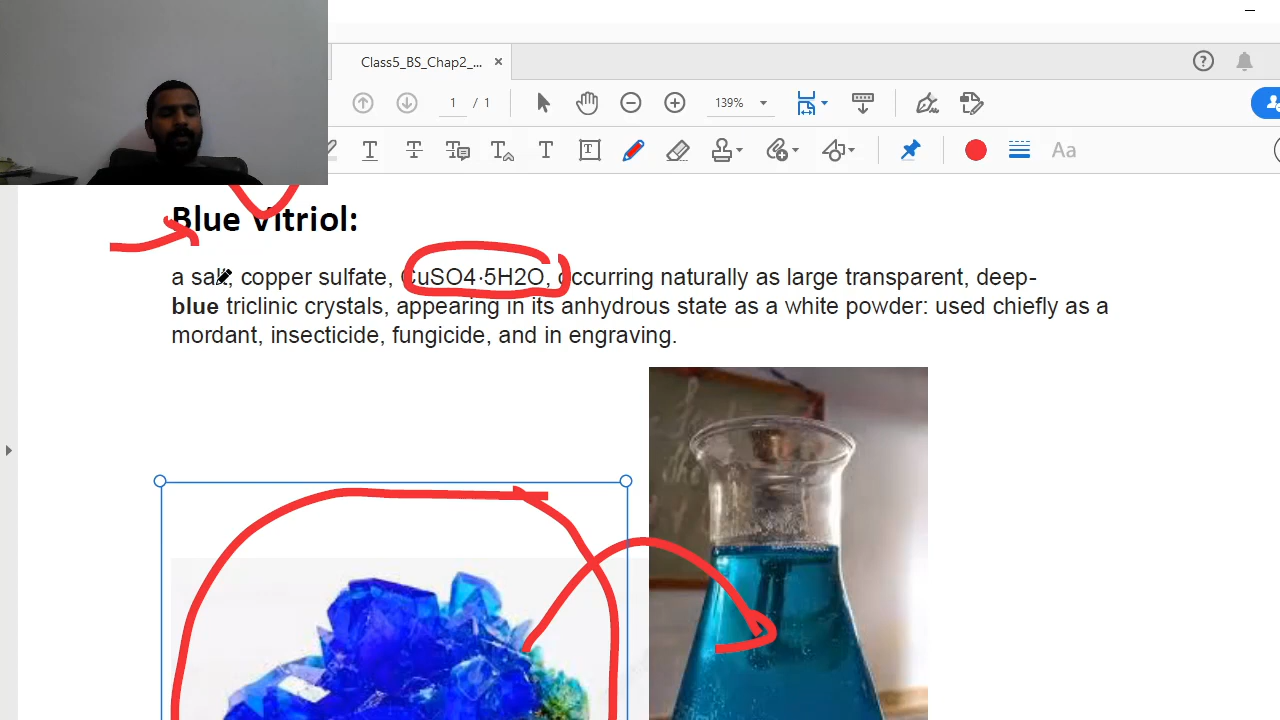 Class5_BS_Chap2_...
1 / 1
139%
Aa
Blue Vitriol:
a salt, copper sulfate, CuSO4·5H2O, occurring naturally as large transparent, deep-
blue triclinic crystals, appearing in its anhydrous state as a white powder: used chiefly as a
mordant, insecticide, fungicide, and in engraving.